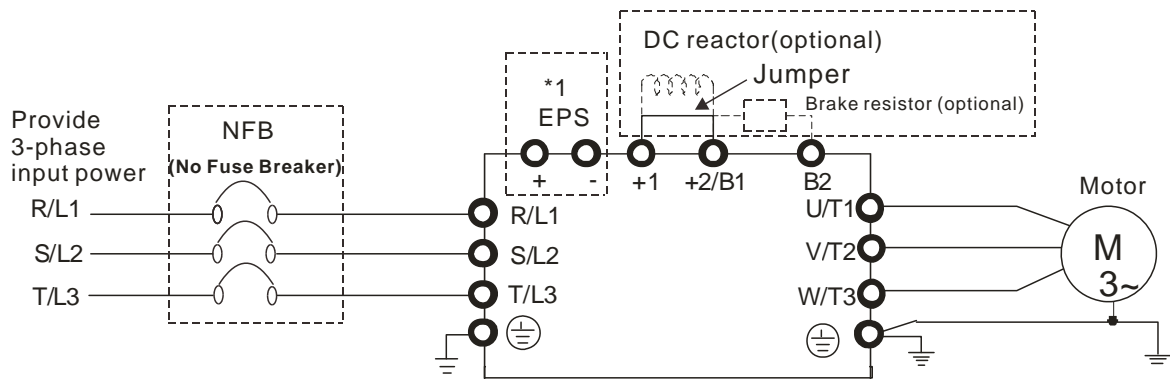 DC reactor(optional)
Jumper
Brake resistor (optional)
*1
EPS
Provide
3-phase
input power
NFB
(No Fuse Breaker)
+
-
+1
+2/B1
B2
Motor
R/L1
R/L1
U/T1
S/L2
S/L2
V/T2
M
3~
T/L3
T/L3
W/T3